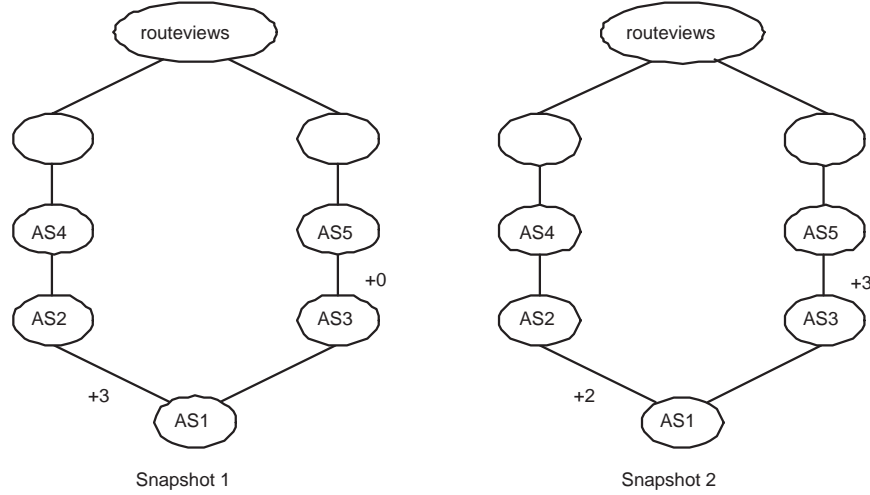 routeviews
routeviews
AS4
AS5
AS4
AS5
+0
+3
AS2
AS3
AS2
AS3
+3
+2
AS1
AS1
Snapshot 1
Snapshot 2